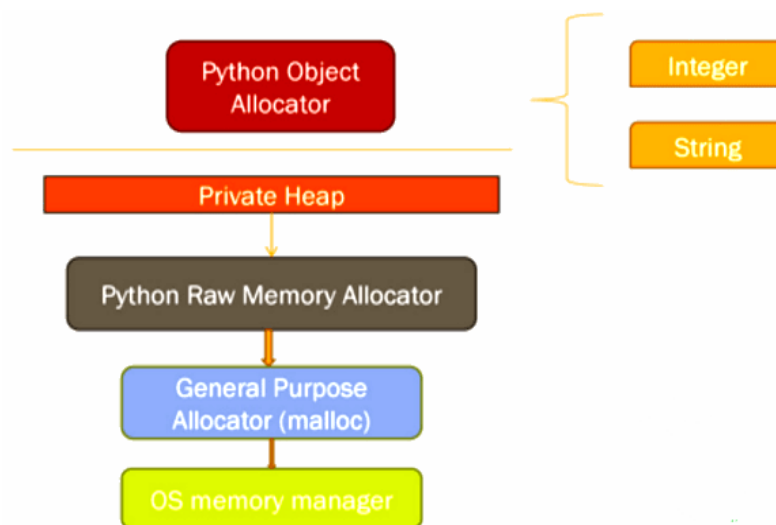 Python Object
Allocator
Integer
String
Private Heap
Python Raw Memory Allocator
General Purpose
Allocator (malloc)
OS memory manager